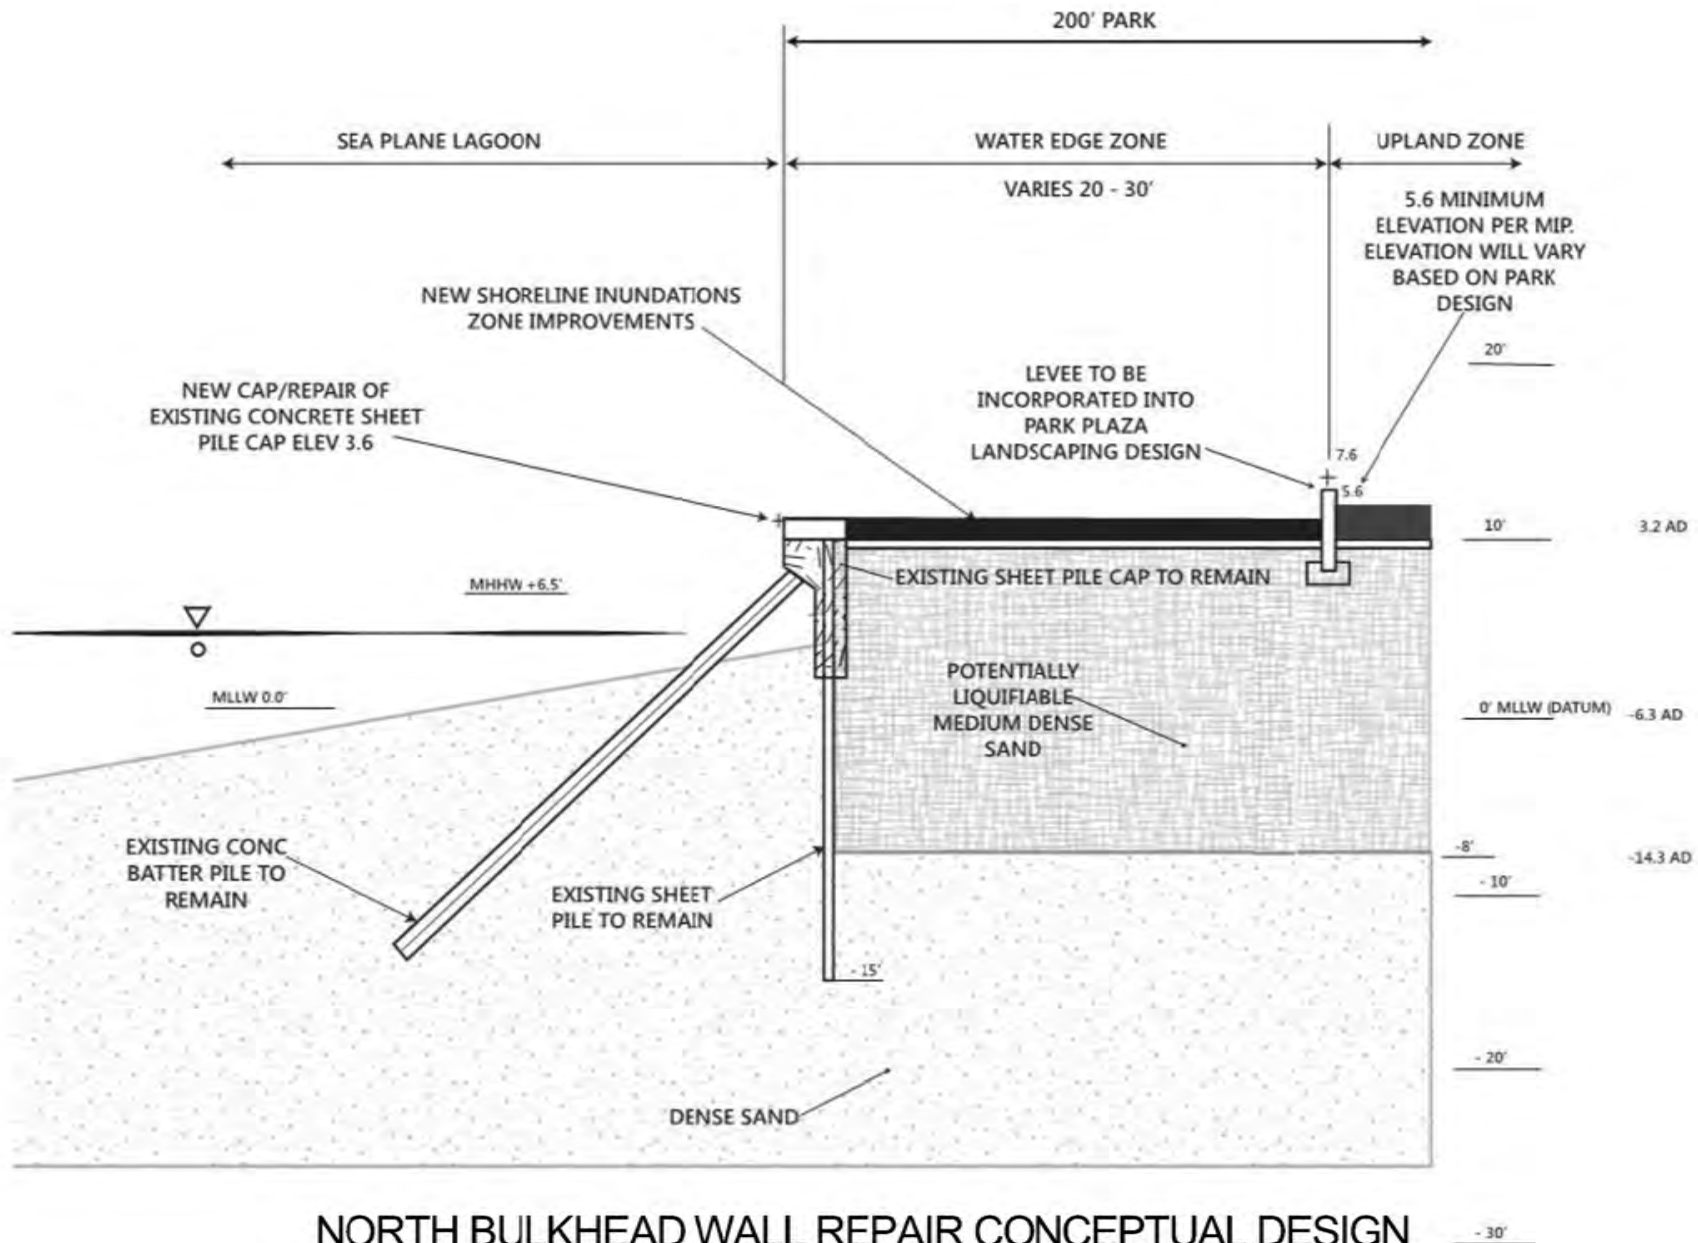 200' PARK
SEA PLANE LAGOON
WATER EDGE ZONE
UPLAND ZONE
VARIES 20 - 30'
5.6 MINIMUM
ELEVATION PER MIP.
ELEVATION WILL VARY
BASED ON PARK
DESIGN
NEW SHORELINE INUNDATIONS
ZONE IMPROVEMENTS
20'
LEVEE TO BE
INCORPORATED INTO
PARK PLAZA
LANDSCAPING DESIGN
NEW CAP/REPAIR OF
EXISTING CONCRETE SHEET
PILE CAP ELEV 3.6
7.6
5.6
10'
3.2 AD
EXISTING SHEET PILE CAP TO REMAIN
MHHW +6.5'
POTENTIALLY
LIQUIFIABLE
MEDIUM DENSE
SAND
MLLW 0.0'
0' MLLW (DATUM)
-6.3 AD
EXISTING CONC
BATTER PILE TO
REMAIN
-8'
-14.3 AD
- 10'
EXISTING SHEET
PILE TO REMAIN
- 15'
- 20'
DENSE SAND
NORTH BULKHEAD WALL REPAIR CONCEPTUAL DESIGN
- 30'